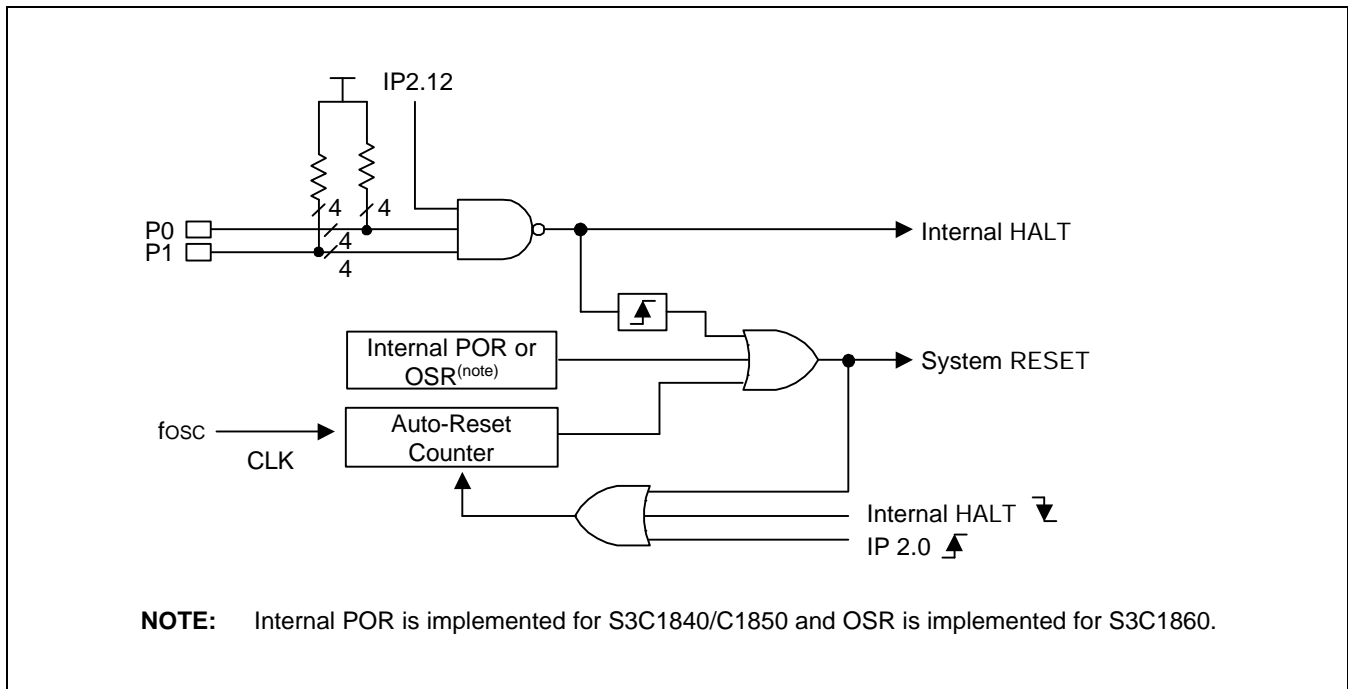 IP2.12
4
4
P0
4
P1
4
Internal HALT
Internal POR or
OSR(note)
System RESET
fOSC
CLK
Auto-Reset
Counter
Internal HALT
IP 2.0
NOTE: Internal POR is implemented for S3C1840/C1850 and OSR is implemented for S3C1860.